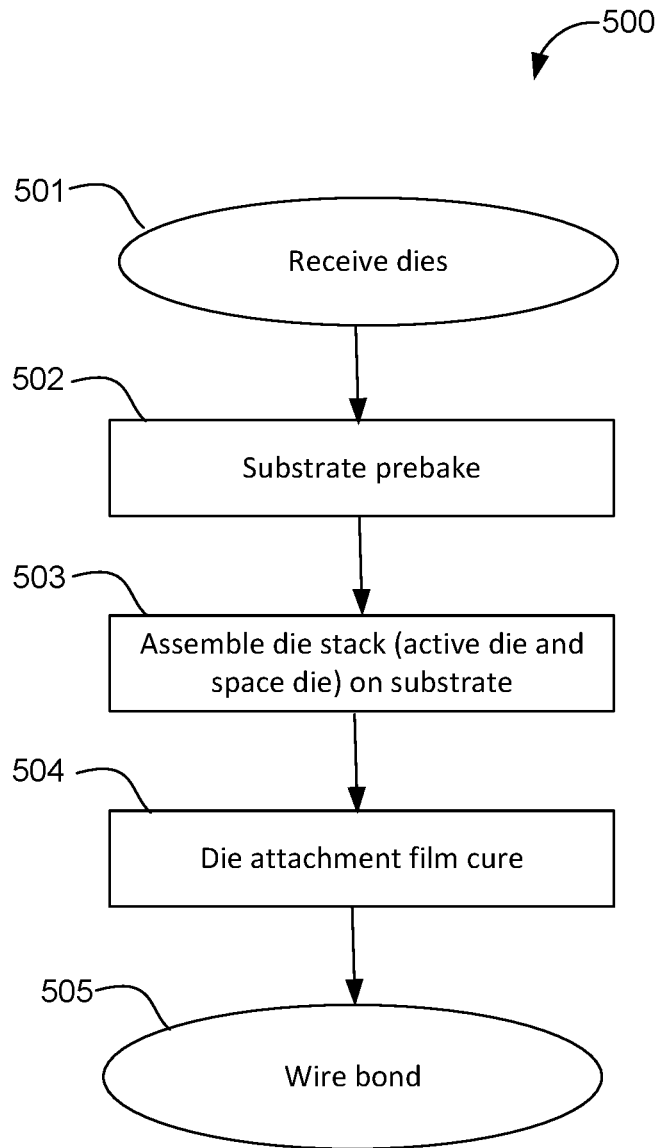 500
501
Receive dies
502
Substrate prebake
503
Assemble die stack (active die and
space die) on substrate
504
Die attachment film cure
505
Wire bond